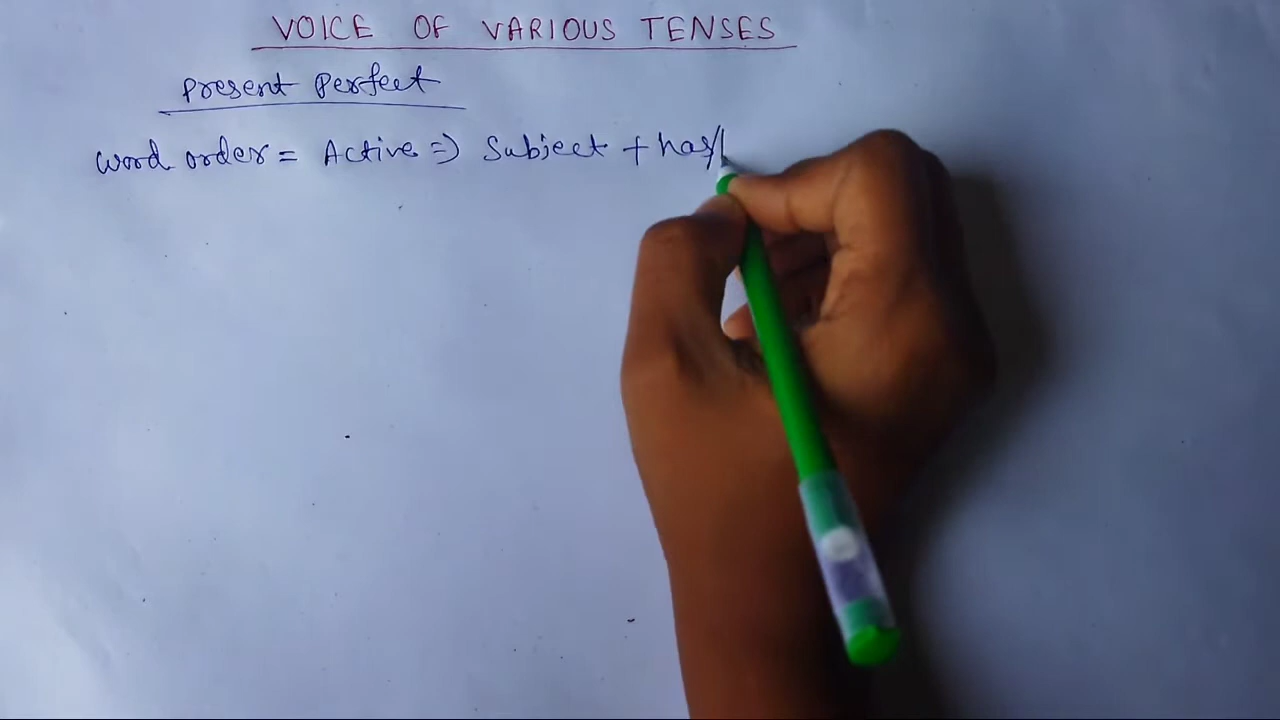 VOICE OF VARIOUS TENSES
Present Perfect
Word order = Active => Subject + has/